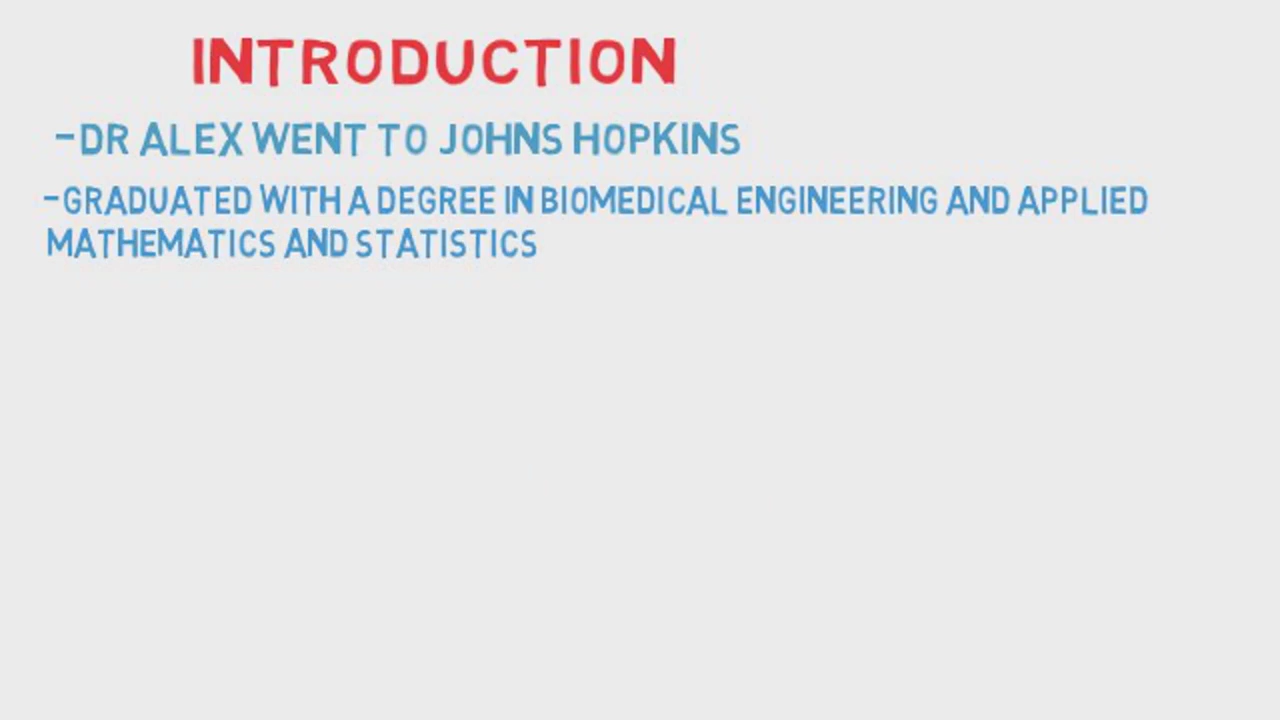 INTRODUCTION
-DR ALEX WENT TO JOHNS HOPKINS
-GRADUATED WITH A DEGREE IN BIOMEDICAL ENGINEERING AND APPLIED
MATHEMATICS AND STATISTICS